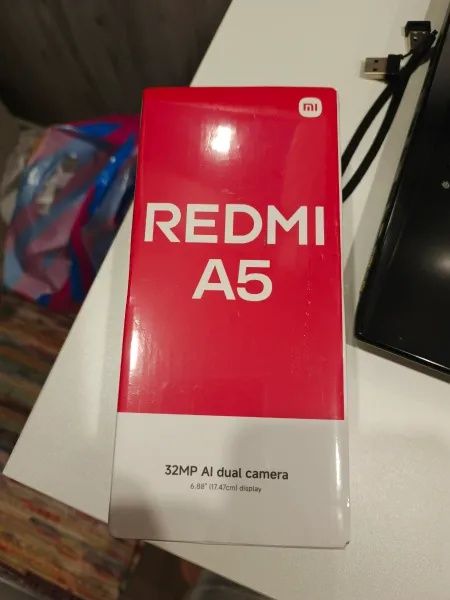 mi
REDMI
A5
32MP AI dual camera
6.88" (17.47cm) display